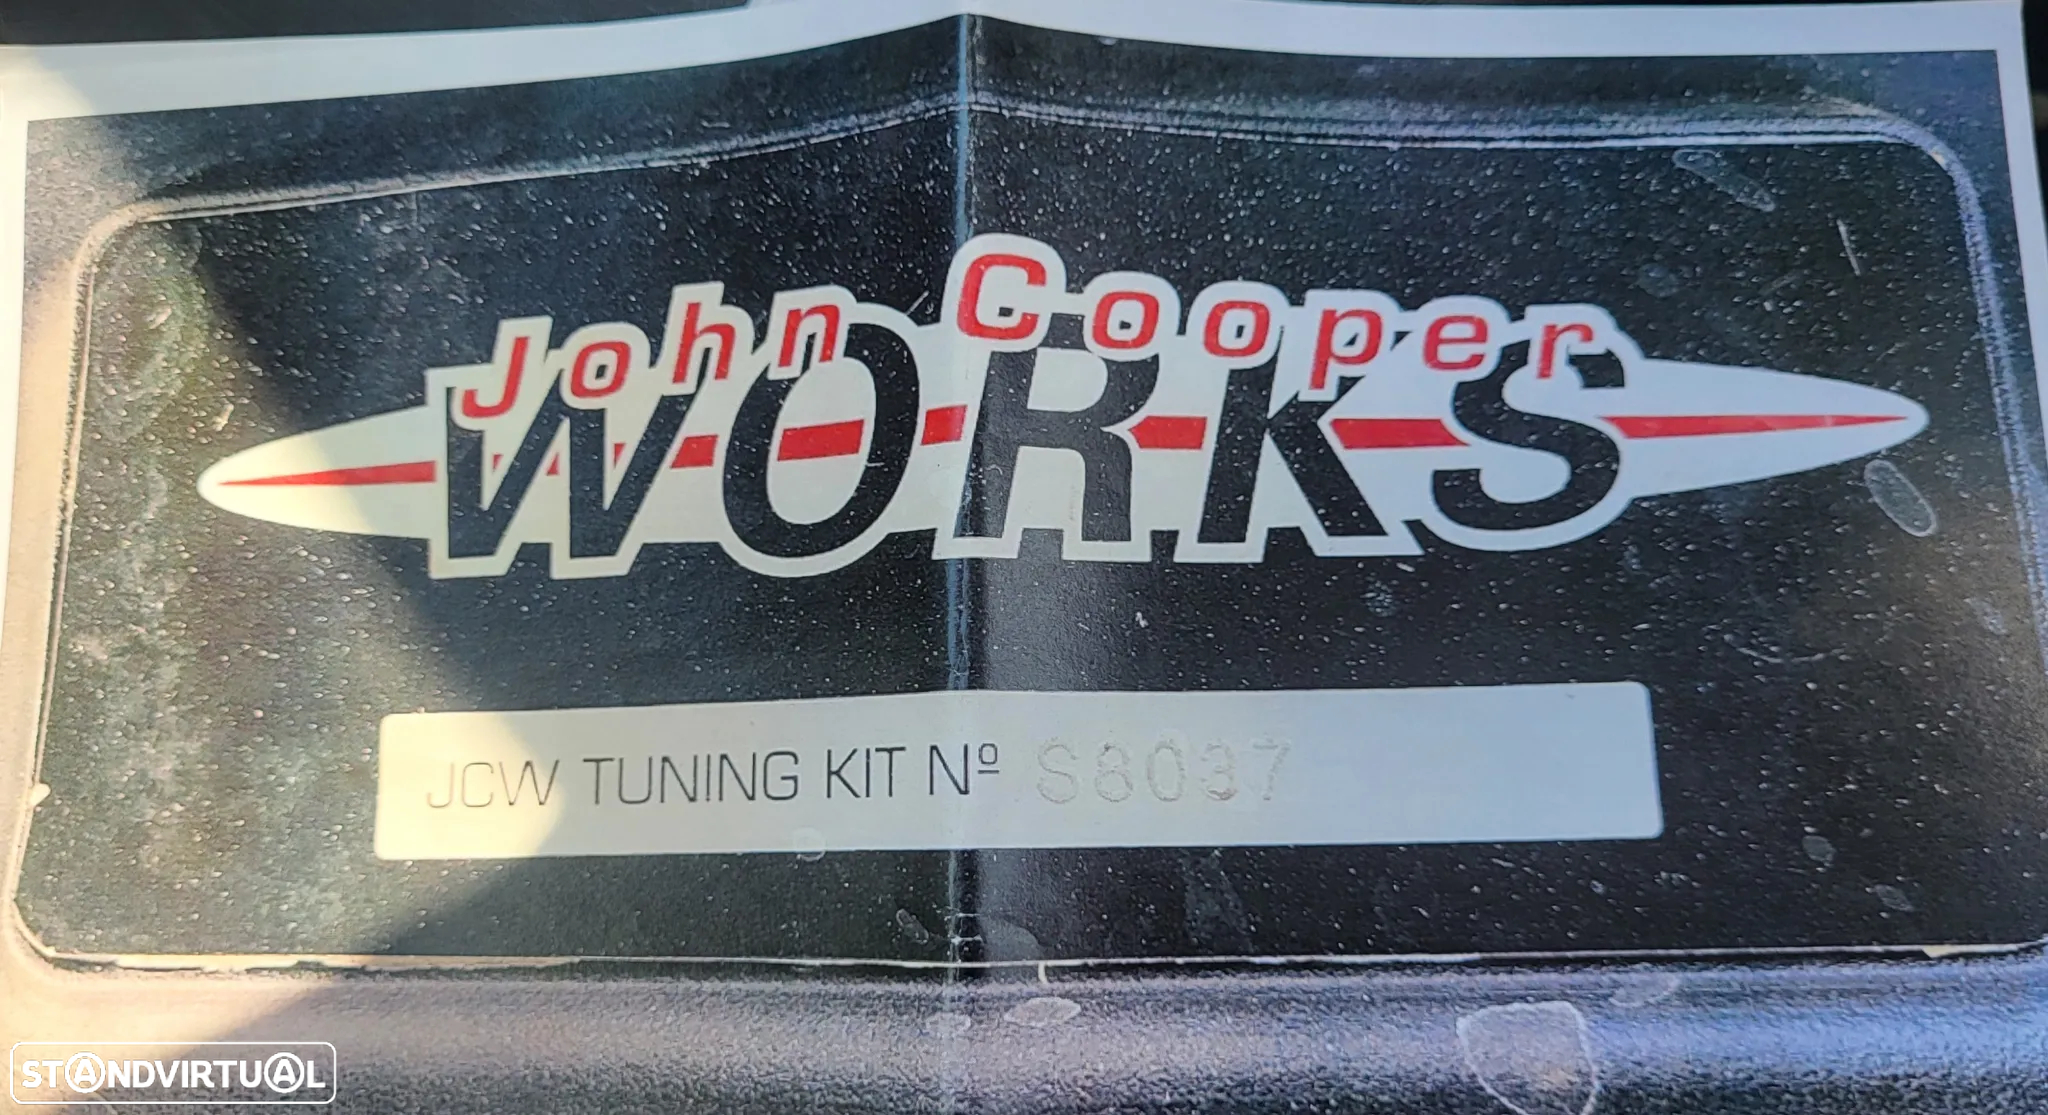 John Cooper
WORKS
JCW TUNING KIT Nº S8037
STANDVIRTUAL